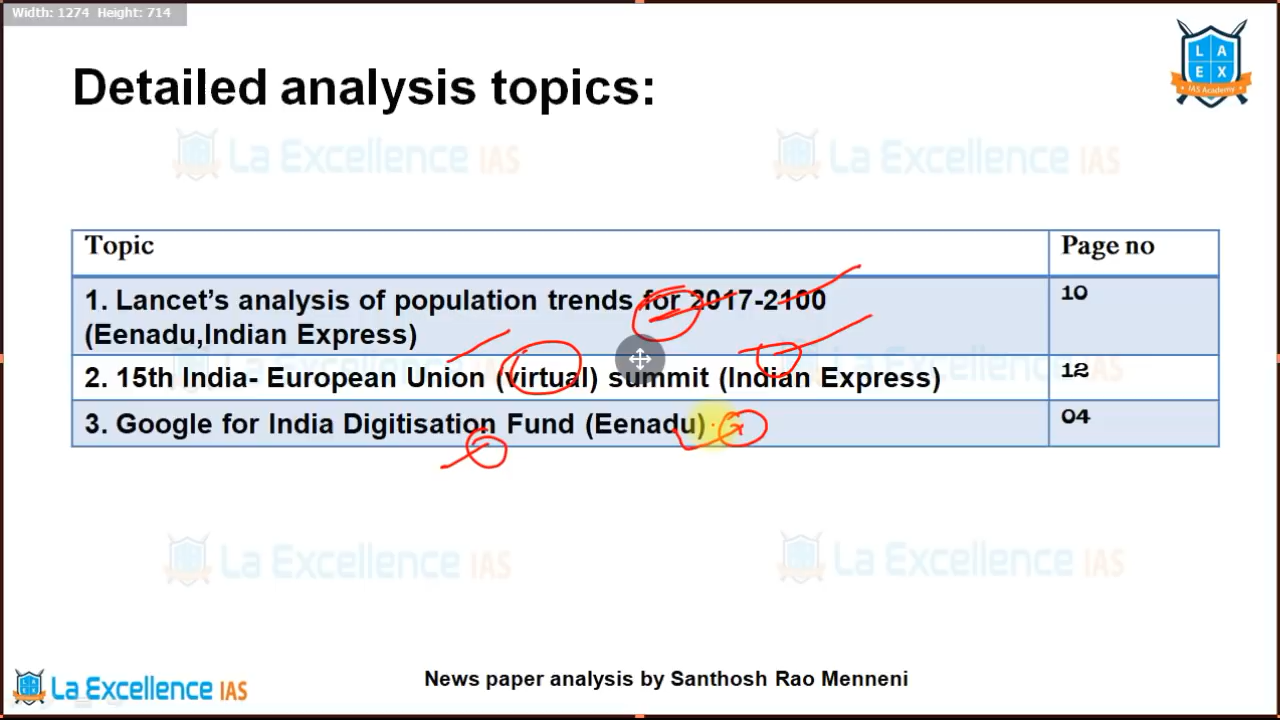 Width: 1274 Height: 714
LA
EX
IAS Academy
Detailed analysis topics:
La Excellence IAS La Excellence IAS
Topic Page no
1. Lancet's analysis of population trends for 2017-2100 10
(Eenadu,Indian Express)
2. 15th India- European Union (virtual) summit (Indian Express) 12
3. Google for India Digitisation Fund (Eenadu) 04
La Excellence IAS La Excellence IAS
News paper analysis by Santhosh Rao Menneni
La Excellence IAS